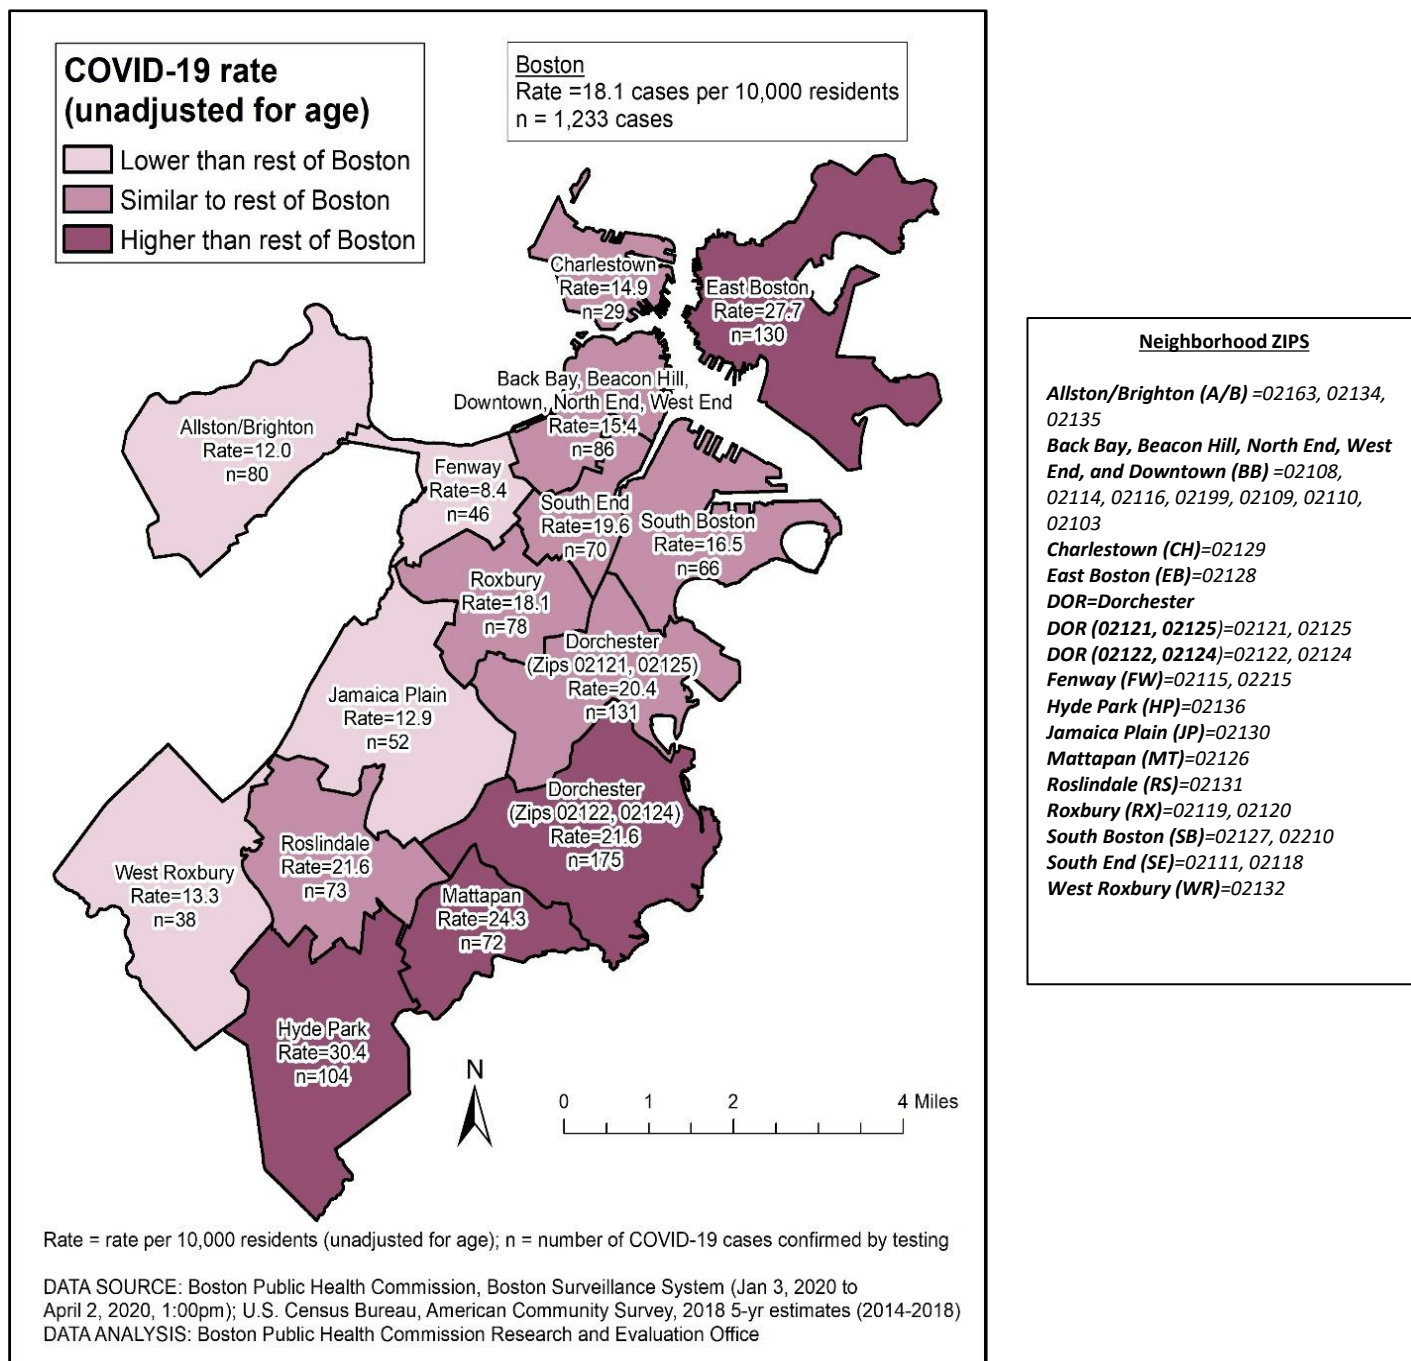 COVID-19 rate
(unadjusted for age)
Lower than rest of Boston
Similar to rest of Boston
Higher than rest of Boston
Boston
Rate =18.1 cases per 10,000 residents
n = 1,233 cases
Charlestown
Rate=14.9
n=29
East Boston
Rate=27.7
n=130
Back Bay, Beacon Hill,
Downtown, North End, West End
Rate=15.4
n=86
Allston/Brighton
Rate=12.0
n=80
Fenway
Rate=8.4
n=46
South End
Rate=19.6
n=70
South Boston
Rate=16.5
n=66
Roxbury
Rate=18.1
n=78
Dorchester
(Zips 02121, 02125)
Rate=20.4
n=131
Jamaica Plain
Rate=12.9
n=52
Dorchester
(Zips 02122, 02124)
Rate=21.6
n=175
Roslindale
Rate=21.6
n=73
West Roxbury
Rate=13.3
n=38
Mattapan
Rate=24.3
n=72
Hyde Park
Rate=30.4
n=104
N
0 1 2 4 Miles
Rate = rate per 10,000 residents (unadjusted for age); n = number of COVID-19 cases confirmed by testing
DATA SOURCE: Boston Public Health Commission, Boston Surveillance System (Jan 3, 2020 to
April 2, 2020, 1:00pm); U.S. Census Bureau, American Community Survey, 2018 5-yr estimates (2014-2018)
DATA ANALYSIS: Boston Public Health Commission Research and Evaluation Office
Neighborhood ZIPS
Allston/Brighton (A/B) =02163, 02134,
02135
Back Bay, Beacon Hill, North End, West
End, and Downtown (BB) =02108,
02114, 02116, 02199, 02109, 02110,
02103
Charlestown (CH)=02129
East Boston (EB)=02128
DOR=Dorchester
DOR (02121, 02125)=02121, 02125
DOR (02122, 02124)=02122, 02124
Fenway (FW)=02115, 02215
Hyde Park (HP)=02136
Jamaica Plain (JP)=02130
Mattapan (MT)=02126
Roslindale (RS)=02131
Roxbury (RX)=02119, 02120
South Boston (SB)=02127, 02210
South End (SE)=02111, 02118
West Roxbury (WR)=02132